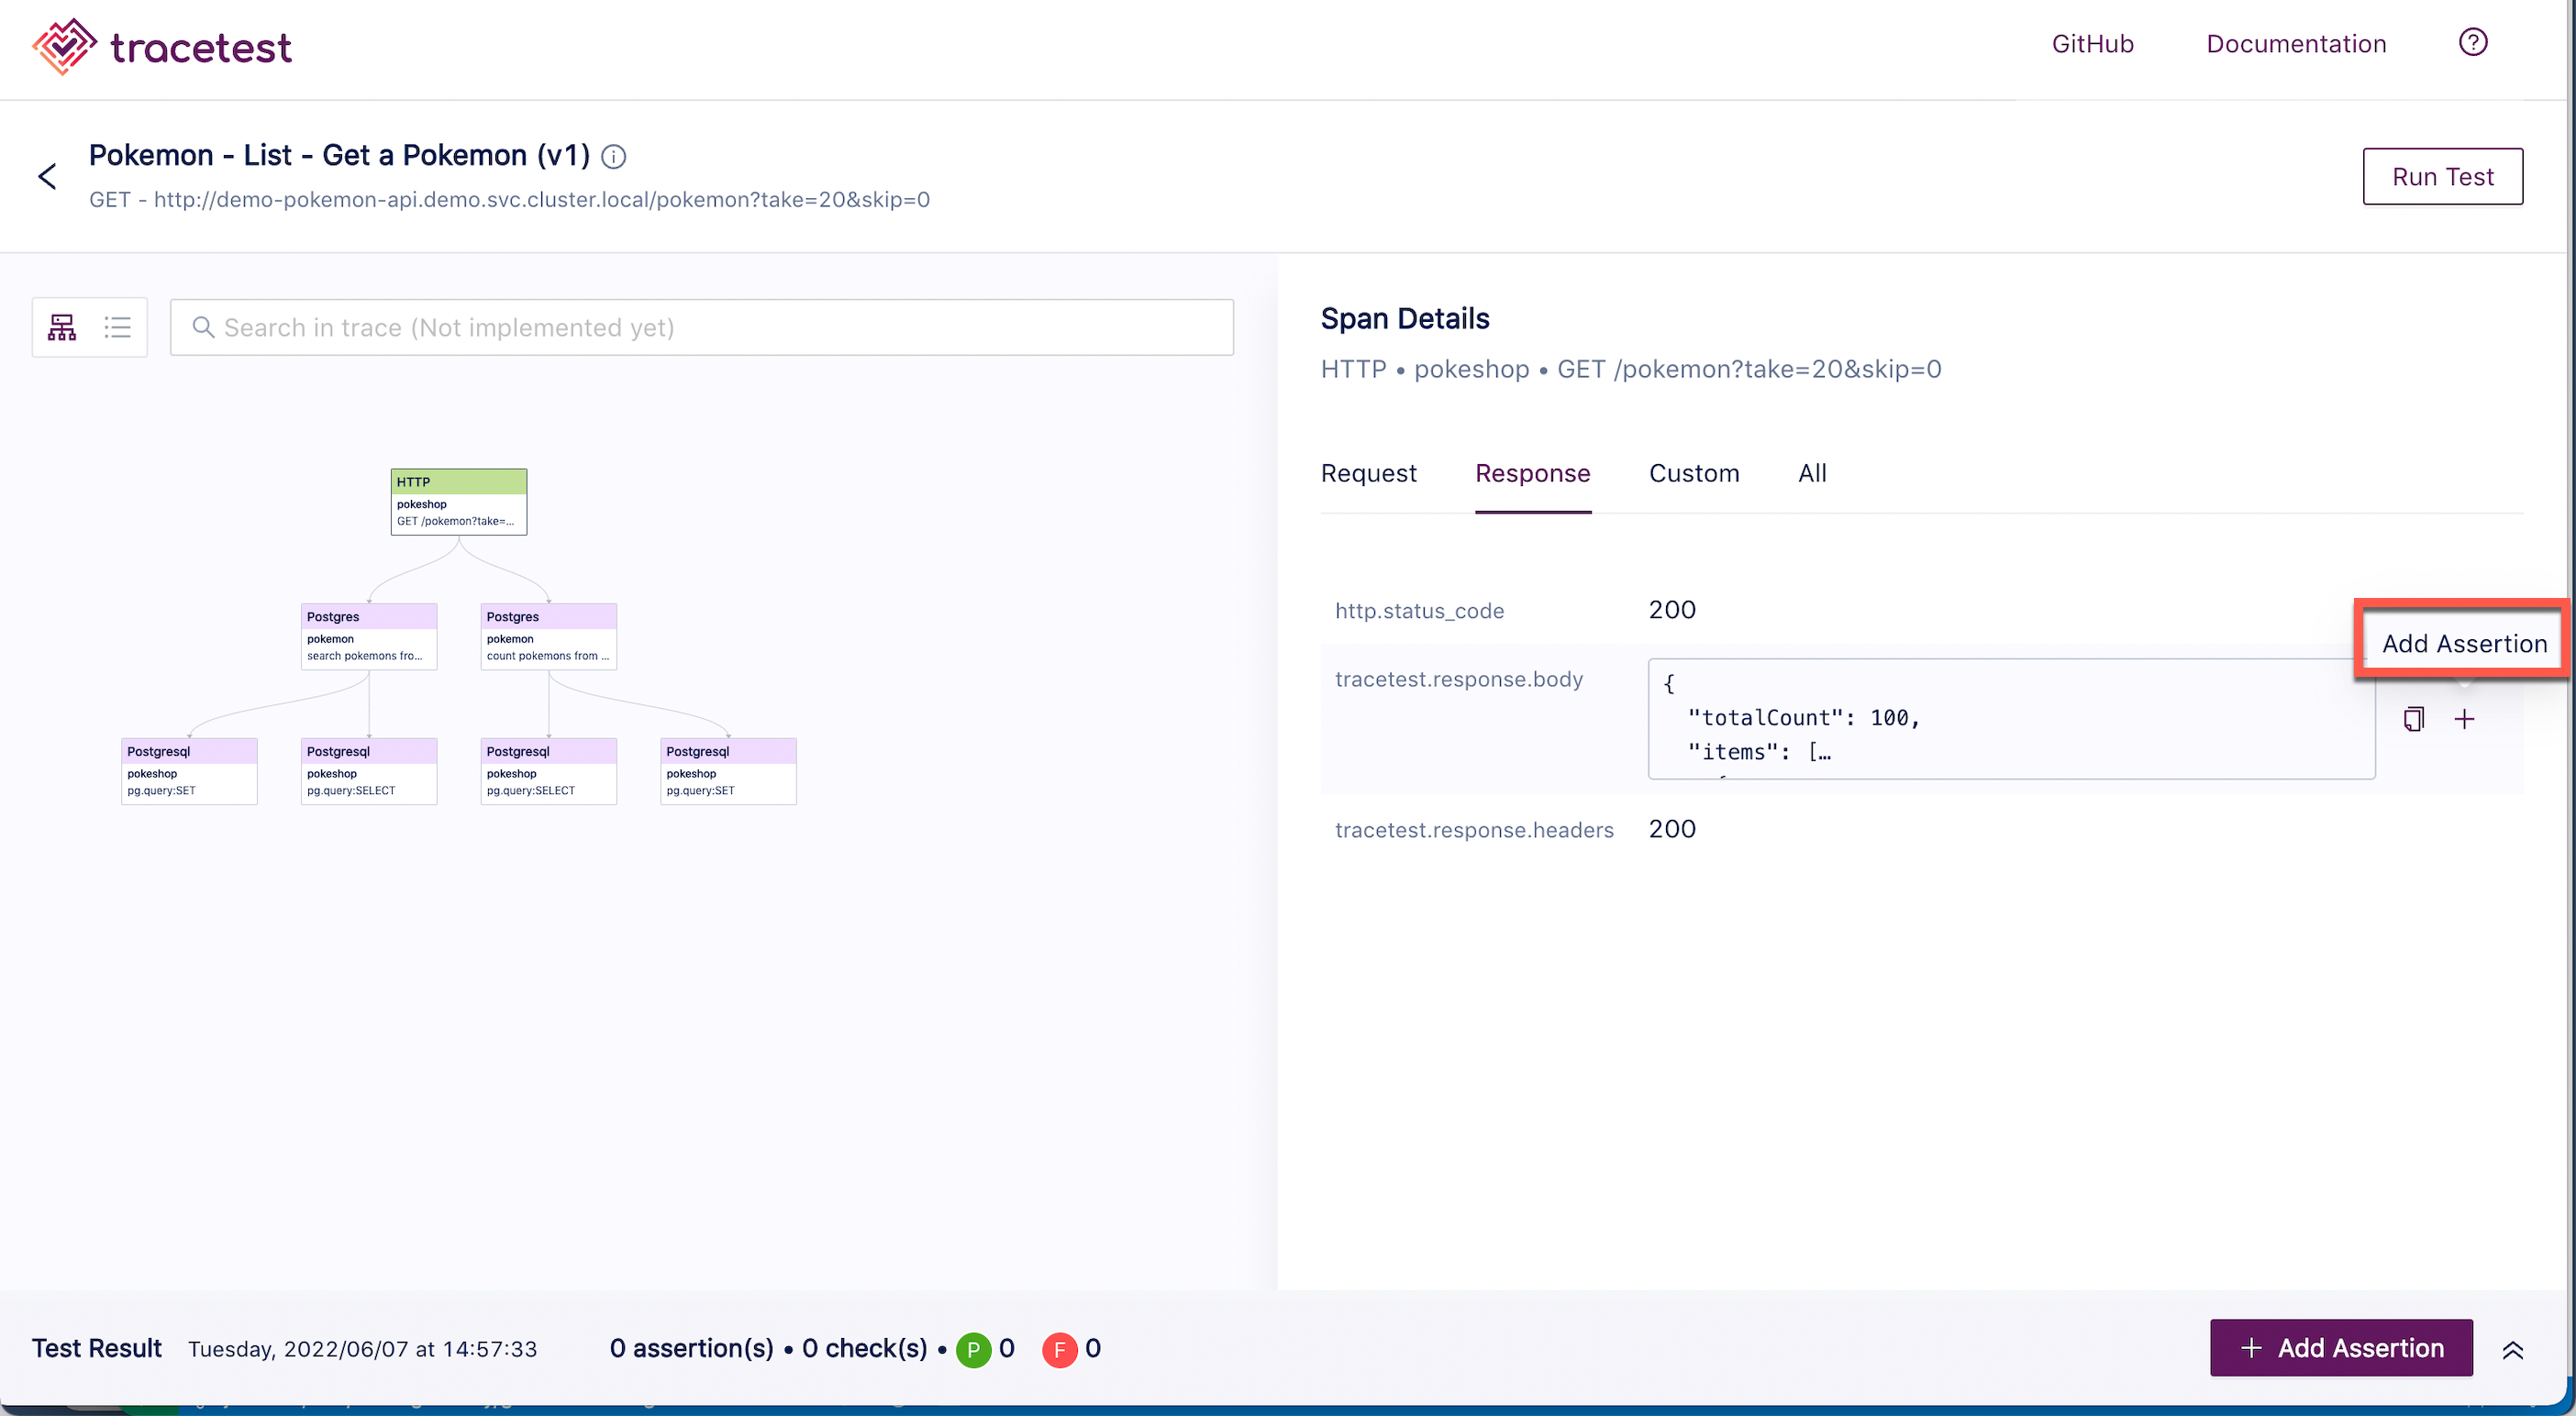 tracetest
GitHub
Documentation
Pokemon - List - Get a Pokemon (v1)
GET - http://demo-pokemon-api.demo.svc.cluster.local/pokemon?take=20&skip=0
Run Test
Search in trace (Not implemented yet)
HTTP
pokeshop
GET /pokemon?take=...
Postgres
pokemon
search pokemons fro...
Postgres
pokemon
count pokemons from ...
Postgresql
pokeshop
pg.query:SET
Postgresql
pokeshop
pg.query:SELECT
Postgresql
pokeshop
pg.query:SELECT
Postgresql
pokeshop
pg.query:SET
Span Details
HTTP • pokeshop • GET /pokemon?take=20&skip=0
Request Response Custom All
http.status_code 200
Add Assertion
tracetest.response.body
{
"totalCount": 100,
"items": […
tracetest.response.headers 200
Test Result Tuesday, 2022/06/07 at 14:57:33 0 assertion(s) • 0 check(s) • P 0 F 0
+ Add Assertion